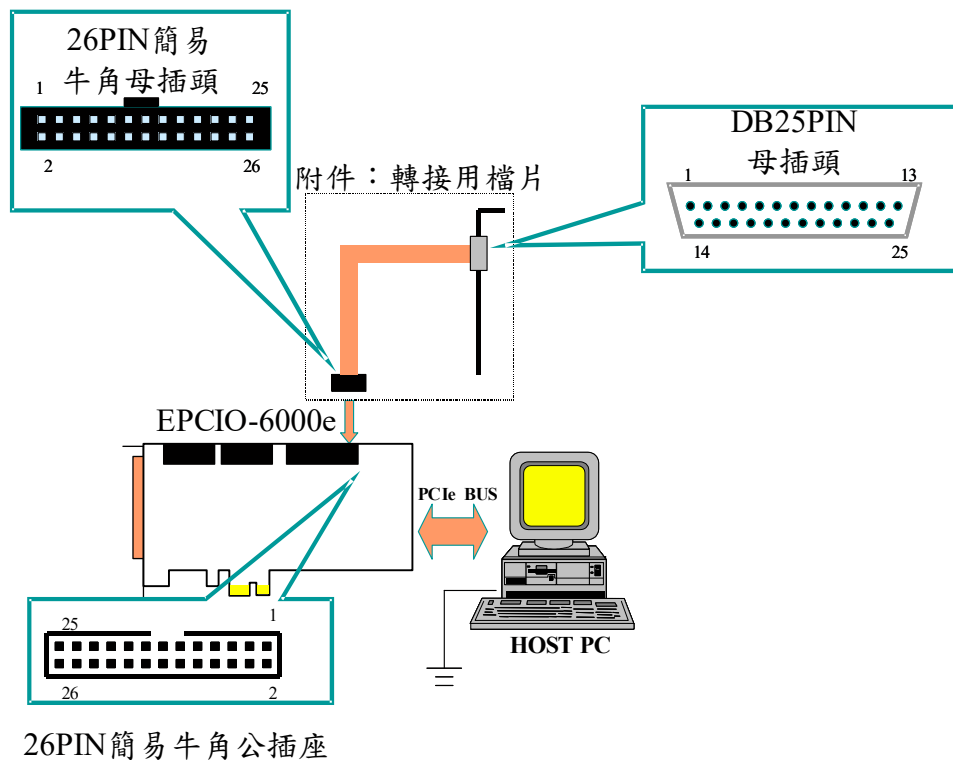 26PIN簡易
牛角母插頭
1 25
2 26
DB25PIN
母插頭
1 13
14 25
附件：轉接用檔片
EPCIO-6000e
PCIe BUS
HOST PC
25 1
26 2
26PIN簡易牛角公插座